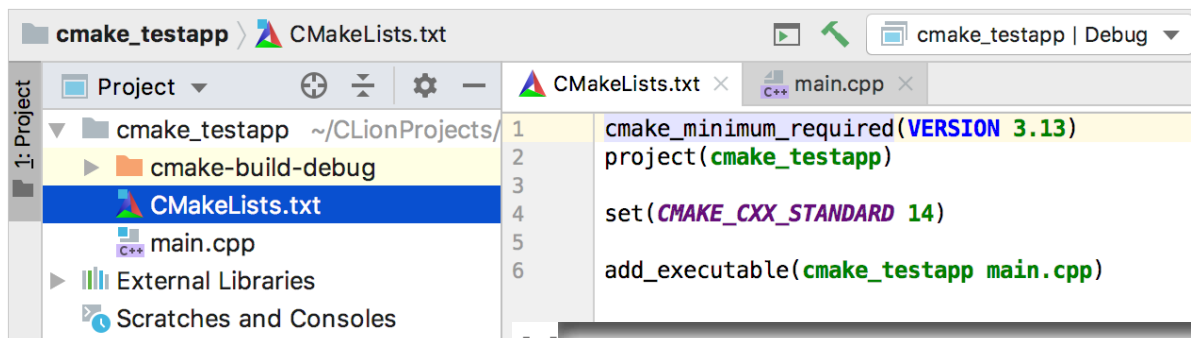 cmake_testapp CMakeLists.txt cmake_testapp | Debug
1: Project
Project
cmake_testapp ~/CLionProjects/
cmake-build-debug
CMakeLists.txt
C++ main.cpp
External Libraries
Scratches and Consoles
CMakeLists.txt C++ main.cpp
1 cmake_minimum_required(VERSION 3.13)
2 project(cmake_testapp)
3
4 set(CMAKE_CXX_STANDARD 14)
5
6 add_executable(cmake_testapp main.cpp)